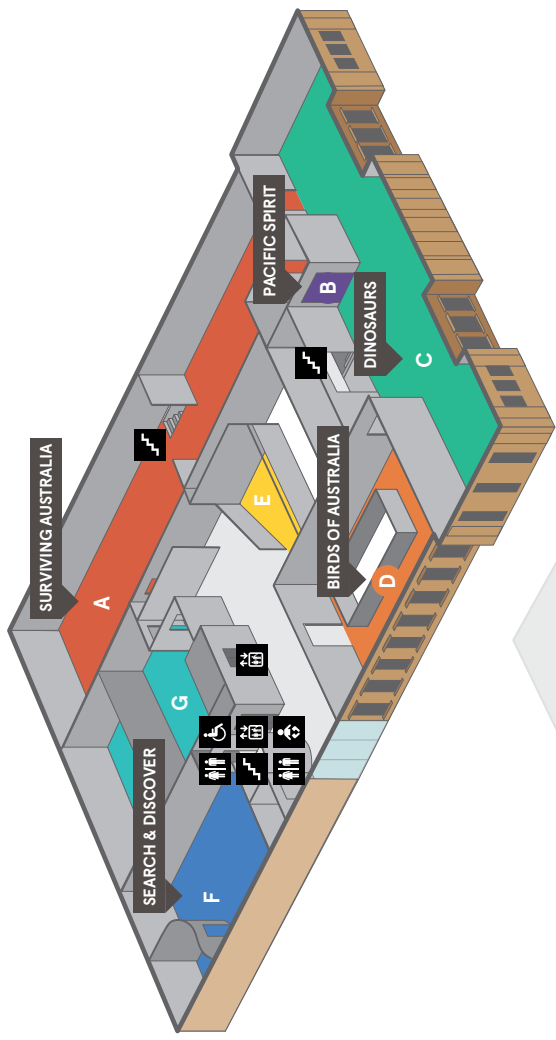 SURVIVING AUSTRALIA
A
PACIFIC SPIRIT
B
DINOSAURS
C
BIRDS OF AUSTRALIA
D
E
SEARCH & DISCOVER
F
G